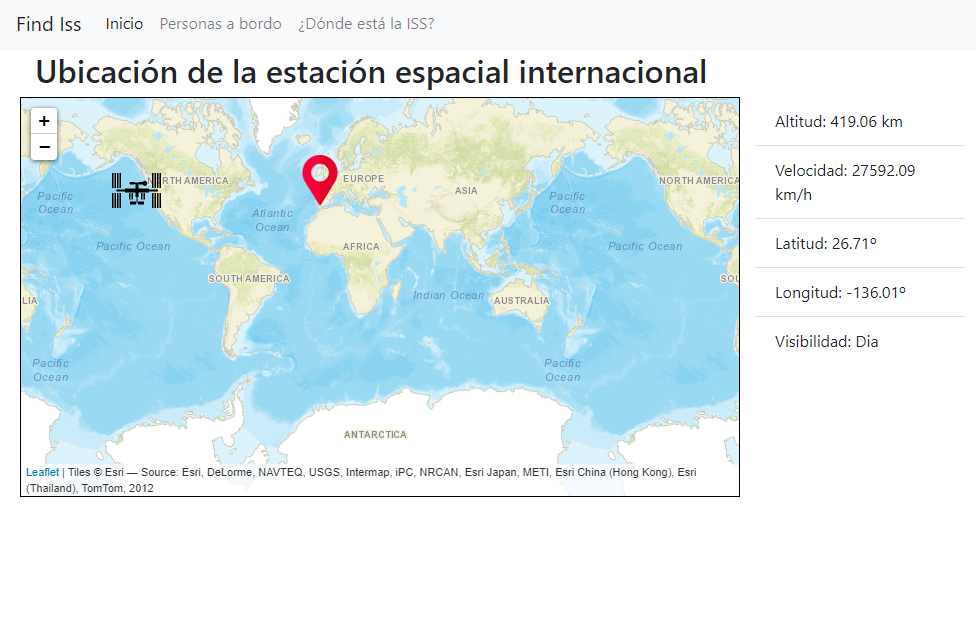 Find Iss Inicio Personas a bordo ¿Dónde está la ISS?
Ubicación de la estación espacial internacional
+
−
RTH AMERICA
EUROPE
ASIA
NORTH AMERICA
Pacific
Ocean
Atlantic
Ocean
Pacific
Ocean
Pacific Ocean
AFRICA
Pacific Ocean
SOUTH AMERICA
SOU
LIA
Indian Ocean
AUSTRALIA
Pacific
Ocean
Pacific
Ocean
ANTARCTICA
Leaflet | Tiles © Esri — Source: Esri, DeLorme, NAVTEQ, USGS, Intermap, iPC, NRCAN, Esri Japan, METI, Esri China (Hong Kong), Esri
(Thailand), TomTom, 2012
Altitud: 419.06 km
Velocidad: 27592.09
km/h
Latitud: 26.71º
Longitud: -136.01º
Visibilidad: Dia